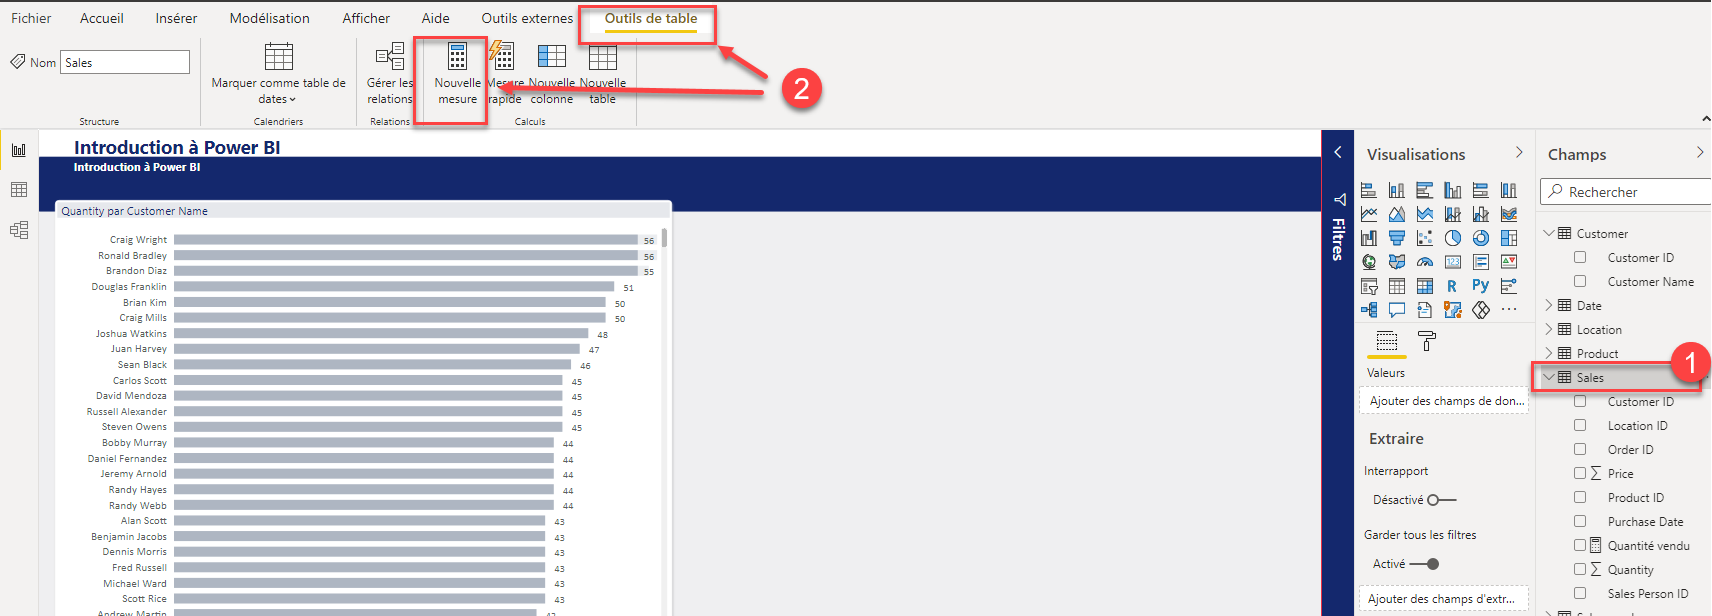 Fichier Accueil Insérer Modélisation Afficher Aide Outils externes Outils de table
Nom Sales
Marquer comme table de dates
Gérer les relations
Nouvelle mesure
Mesure rapide
Nouvelle colonne
Nouvelle table
Structure Calendriers Relations Calculs
2
Introduction à Power BI
Introduction à Power BI
Quantity par Customer Name
Craig Wright 56
Ronald Bradley 56
Brandon Diaz 55
Douglas Franklin 51
Brian Kim 50
Craig Mills 50
Joshua Watkins 48
Juan Harvey 47
Sean Black 46
Carlos Scott 45
David Mendoza 45
Russell Alexander 45
Steven Owens 45
Bobby Murray 44
Daniel Fernandez 44
Jeremy Arnold 44
Randy Hayes 44
Randy Webb 44
Alan Scott 43
Benjamin Jacobs 43
Dennis Morris 43
Fred Russell 43
Michael Ward 43
Scott Rice 43
Andrew Martin
Filtres
Visualisations
123
R Py
Valeurs
Ajouter des champs de don...
Extraire
Interrapport
Désactivé
Garder tous les filtres
Activé
Ajouter des champs d'extr...
Champs
Rechercher
Customer
Customer ID
Customer Name
Date
Location
Product
1
Sales
Customer ID
Location ID
Order ID
Price
Product ID
Purchase Date
Quantité vendu
Quantity
Sales Person ID